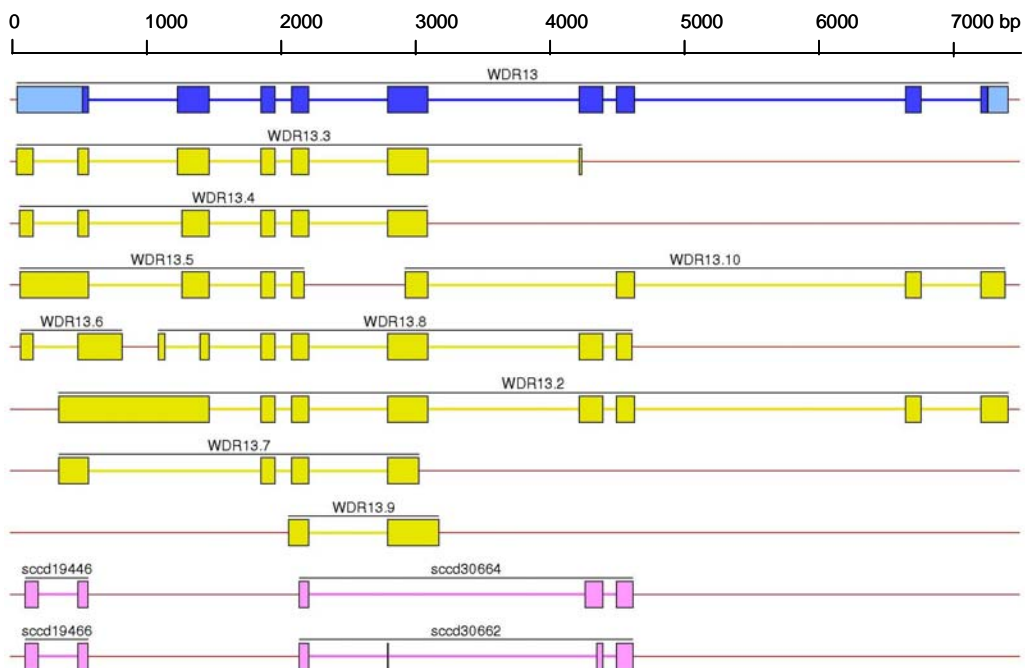 0 1000 2000 3000 4000 5000 6000 7000 bp
WDR13
WDR13.3
WDR13.4
WDR13.5 WDR13.10
WDR13.6 WDR13.8
WDR13.2
WDR13.7
WDR13.9
sccd19446 sccd30664
sccd19466 sccd30662